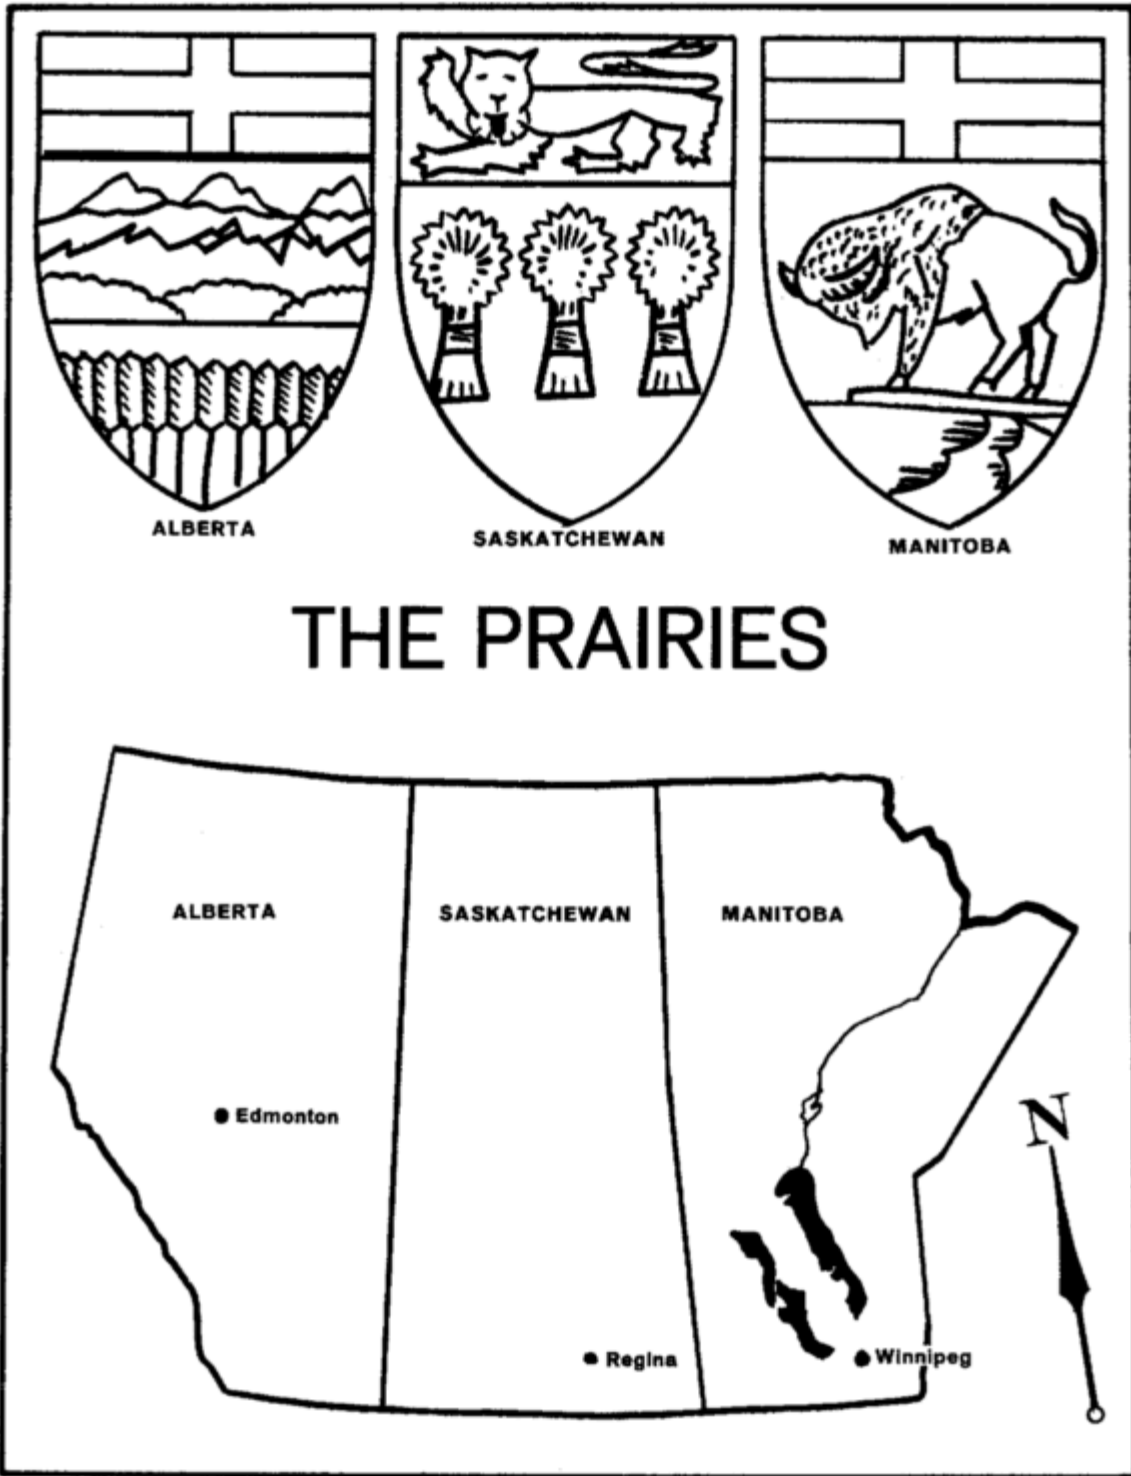 ALBERTA
SASKATCHEWAN
MANITOBA
THE PRAIRIES
ALBERTA
SASKATCHEWAN
MANITOBA
Edmonton
N
Regina
Winnipeg